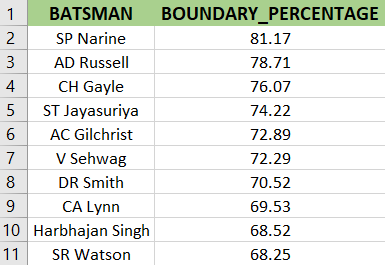 1 BATSMAN BOUNDARY_PERCENTAGE
2 SP Narine 81.17
3 AD Russell 78.71
4 CH Gayle 76.07
5 ST Jayasuriya 74.22
6 AC Gilchrist 72.89
7 V Sehwag 72.29
8 DR Smith 70.52
9 CA Lynn 69.53
10 Harbhajan Singh 68.52
11 SR Watson 68.25